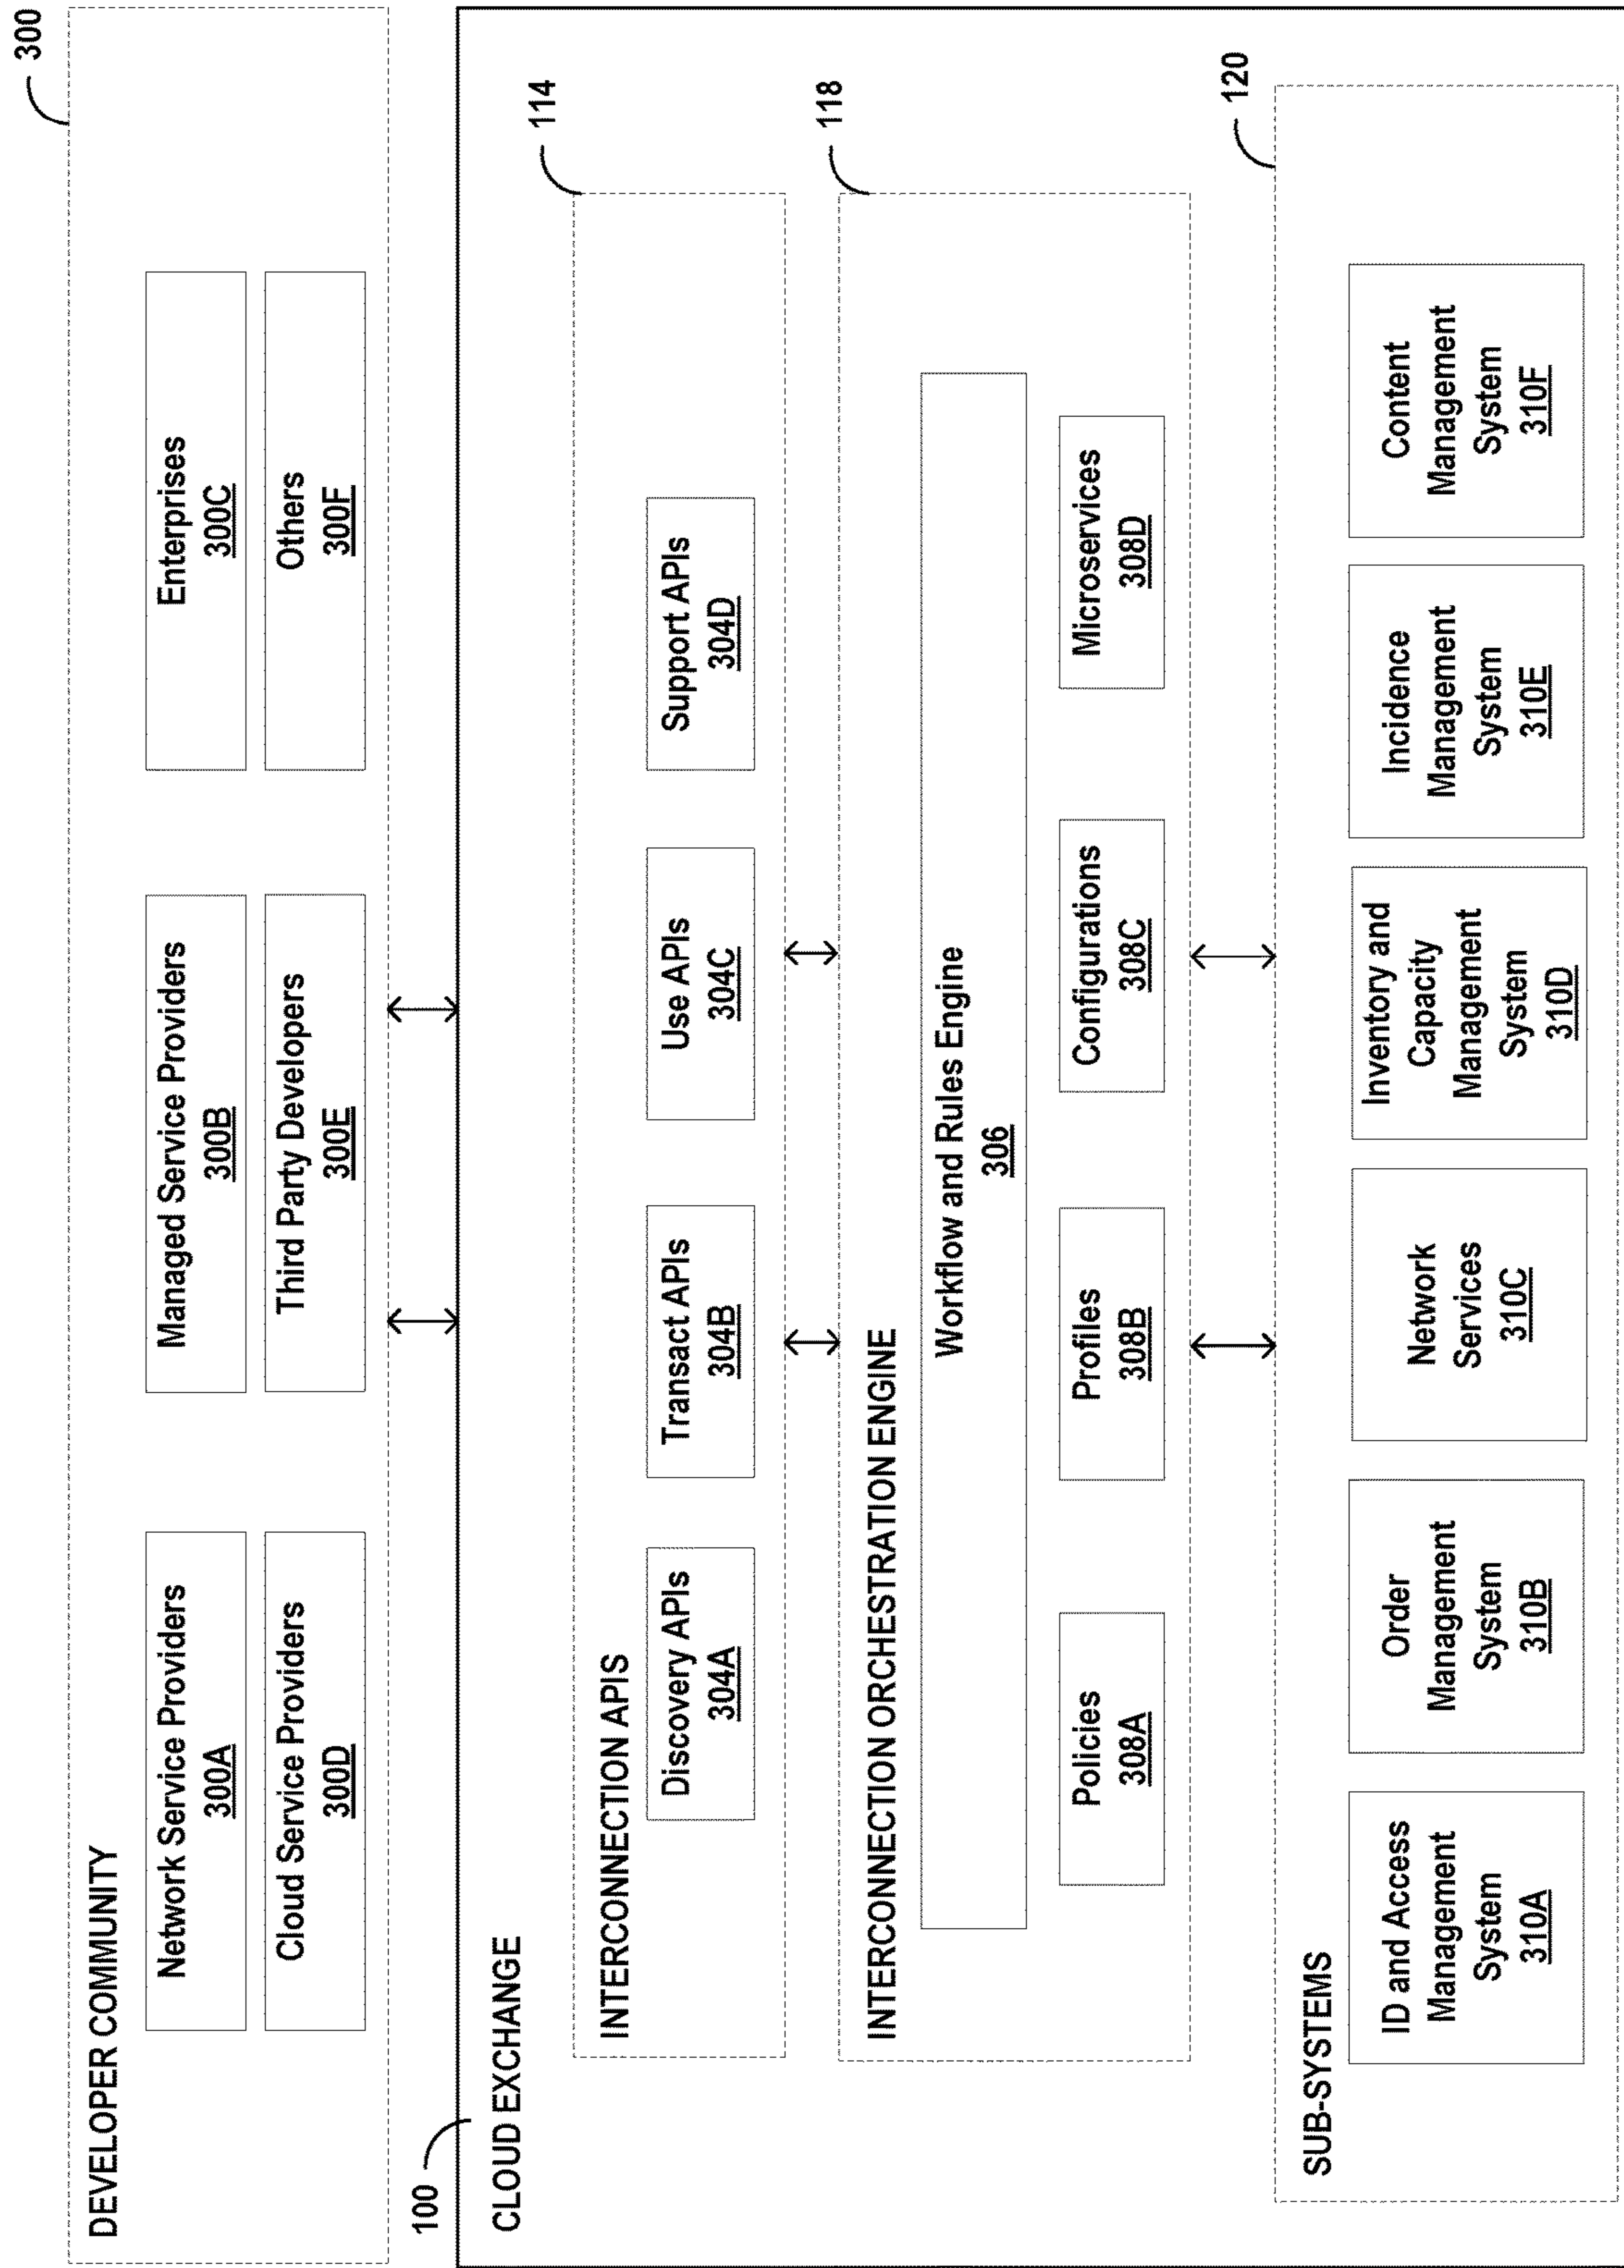 300
DEVELOPER COMMUNITY
Network Service Providers
300A
Managed Service Providers
300B
Enterprises
300C
Cloud Service Providers
300D
Third Party Developers
300E
Others
300F
100
CLOUD EXCHANGE
114
INTERCONNECTION APIS
Discovery APIs
304A
Transact APIs
304B
Use APIs
304C
Support APIs
304D
118
INTERCONNECTION ORCHESTRATION ENGINE
Workflow and Rules Engine
306
Policies
308A
Profiles
308B
Configurations
308C
Microservices
308D
120
SUB-SYSTEMS
ID and Access
Management
System
310A
Order
Management
System
310B
Network
Services
310C
Inventory and
Capacity
Management
System
310D
Incidence
Management
System
310E
Content
Management
System
310F